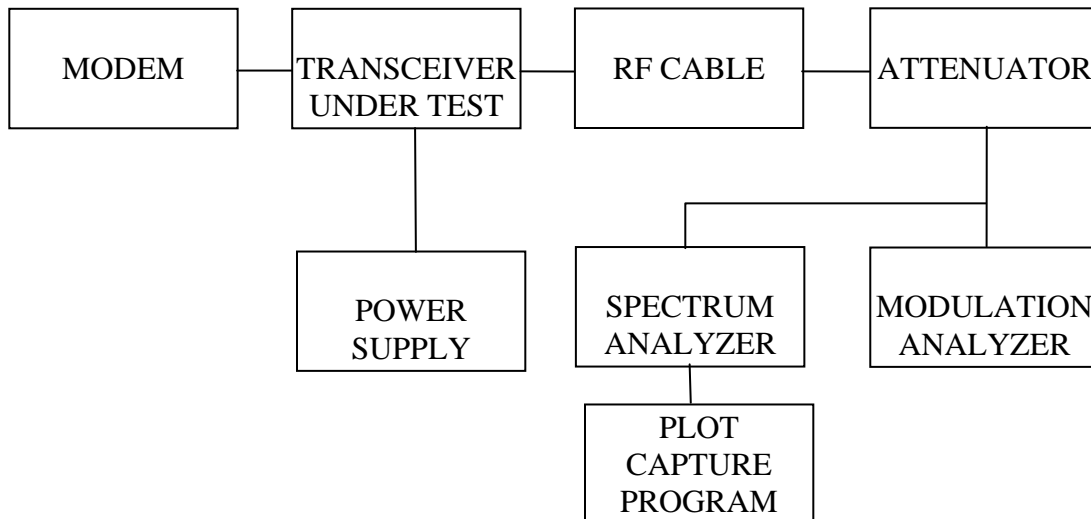 MODEM
TRANSCEIVER
UNDER TEST
RF CABLE
ATTENUATOR
POWER
SUPPLY
SPECTRUM
ANALYZER
MODULATION
ANALYZER
PLOT
CAPTURE
PROGRAM